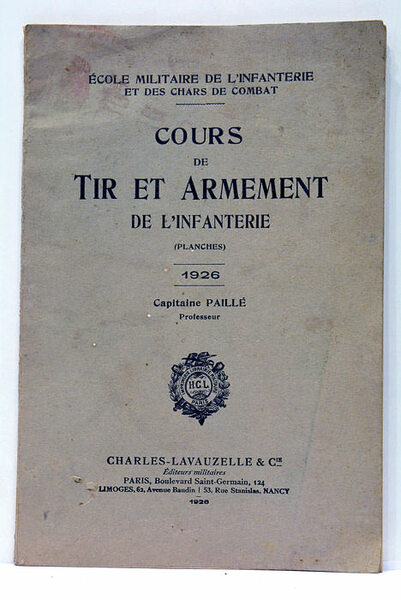 ÉCOLE MILITAIRE DE L'INFANTERIE
ET DES CHARS DE COMBAT
COURS
DE
TIR ET ARMEMENT
DE L'INFANTERIE
(PLANCHES)
1926
Capitaine PAILLÉ
Professeur
H.C.L.
PARIS
CHARLES-LAVAUZELLE & Cie
Éditeurs militaires
PARIS, Boulevard Saint-Germain, 124
LIMOGES, 62, Avenue Baudin | 53, Rue Stanislas, NANCY
1926